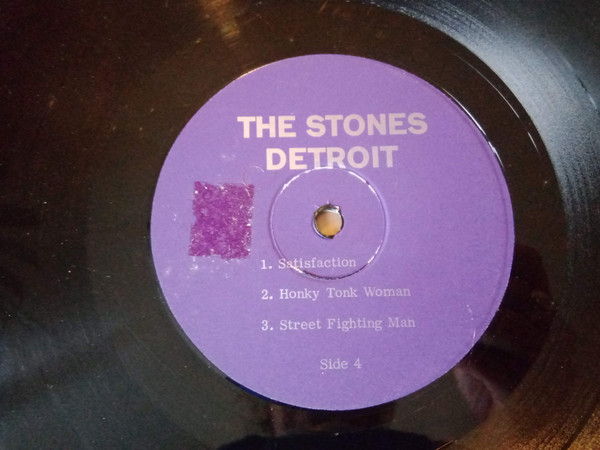 THE STONES
DETROIT
1. Satisfaction
2. Honky Tonk Woman
3. Street Fighting Man
Side 4